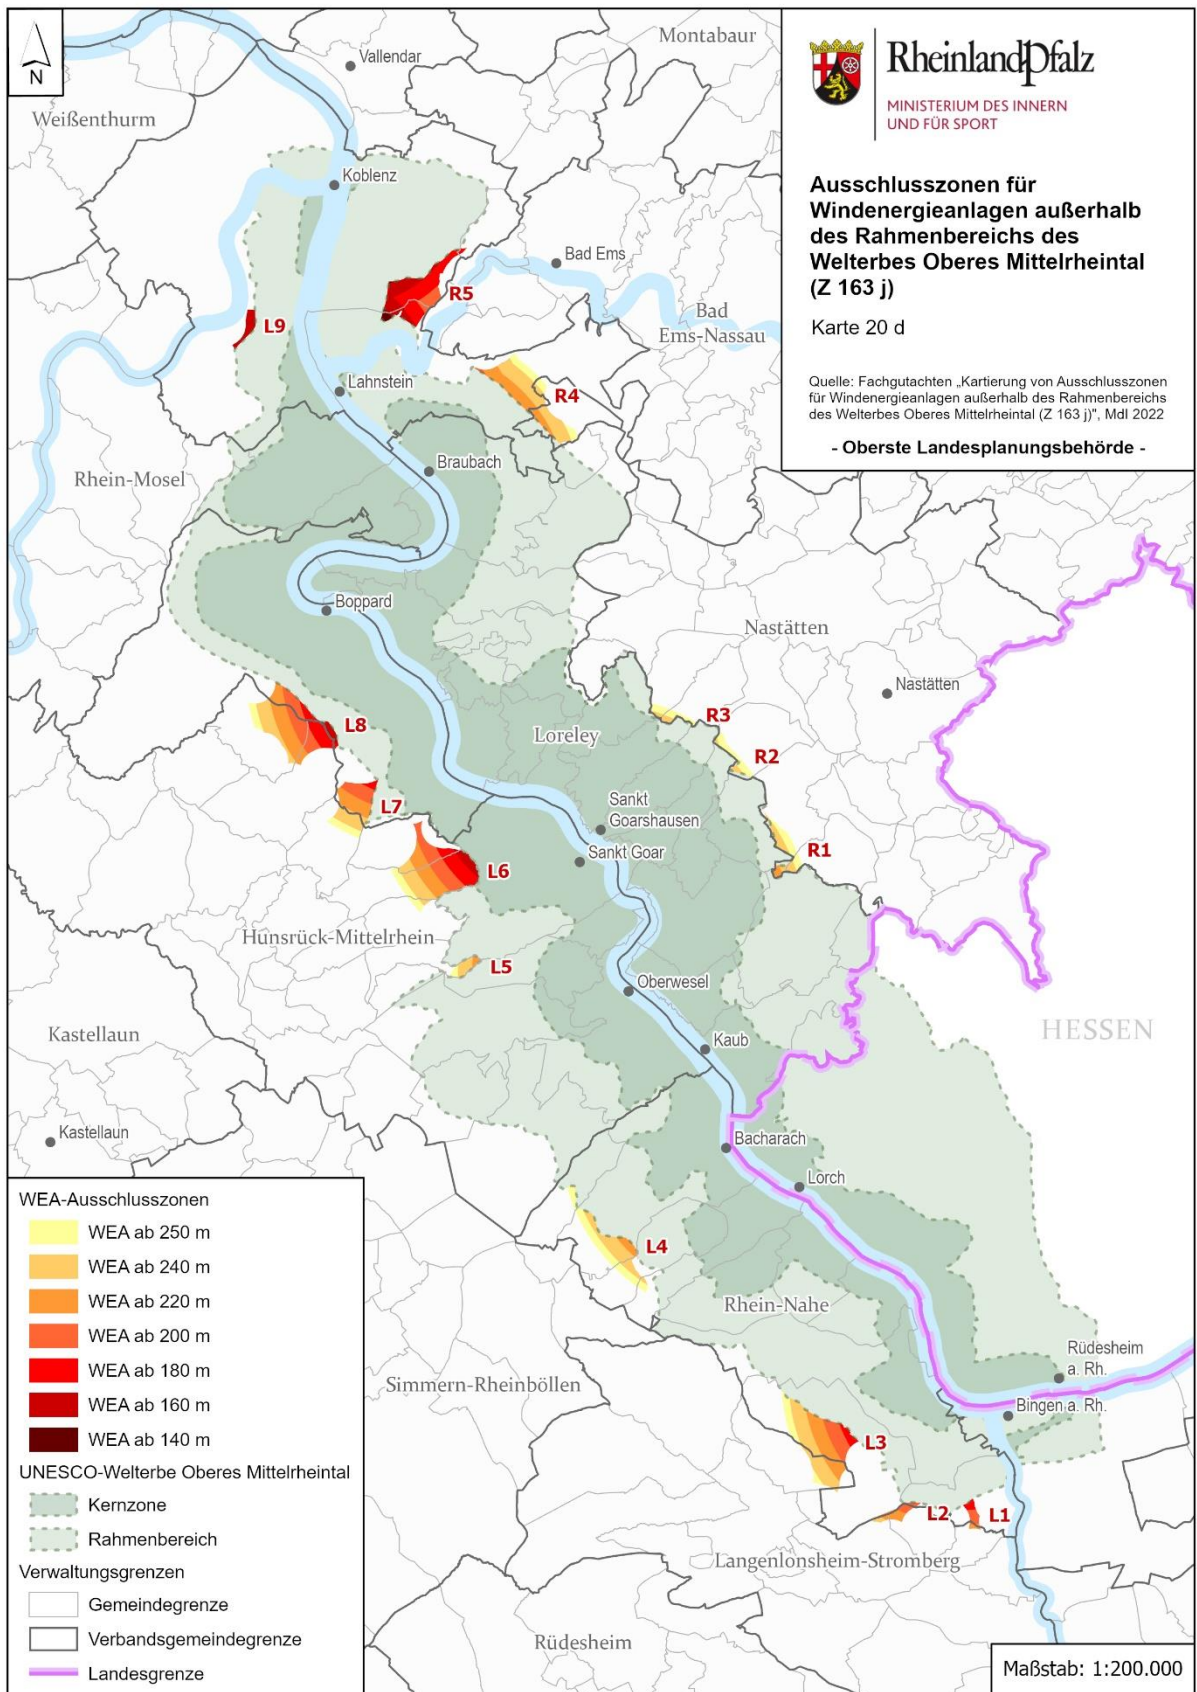 N
RheinlandPfalz
MINISTERIUM DES INNERN
UND FÜR SPORT
Ausschlusszonen für
Windenergieanlagen außerhalb
des Rahmenbereichs des
Welterbes Oberes Mittelrheintal
(Z 163 j)
Karte 20 d
Quelle: Fachgutachten „Kartierung von Ausschlusszonen
für Windenergieanlagen außerhalb des Rahmenbereichs
des Welterbes Oberes Mittelrheintal (Z 163 j)", MdI 2022
- Oberste Landesplanungsbehörde -
Montabaur
Vallendar
Weißenthurm
Koblenz
Bad Ems
R5
Bad
Ems-Nassau
L9
Lahnstein
R4
Braubach
Rhein-Mosel
Boppard
Nastätten
Nastätten
R3
L8
Loreley
R2
L7
Sankt
Goarshausen
R1
Sankt Goar
L6
Hunsrück-Mittelrhein
L5
Oberwesel
HESSEN
Kastellaun
Kaub
Kastellaun
Bacharach
Lorch
L4
Rhein-Nahe
Rüdesheim
a. Rh.
Simmern-Rheinböllen
Bingen a. Rh.
L3
L2
L1
Langenlonsheim-Stromberg
Rüdesheim
WEA-Ausschlusszonen
WEA ab 250 m
WEA ab 240 m
WEA ab 220 m
WEA ab 200 m
WEA ab 180 m
WEA ab 160 m
WEA ab 140 m
UNESCO-Welterbe Oberes Mittelrheintal
Kernzone
Rahmenbereich
Verwaltungsgrenzen
Gemeindegrenze
Verbandsgemeindegrenze
Landesgrenze
Maßstab: 1:200.000